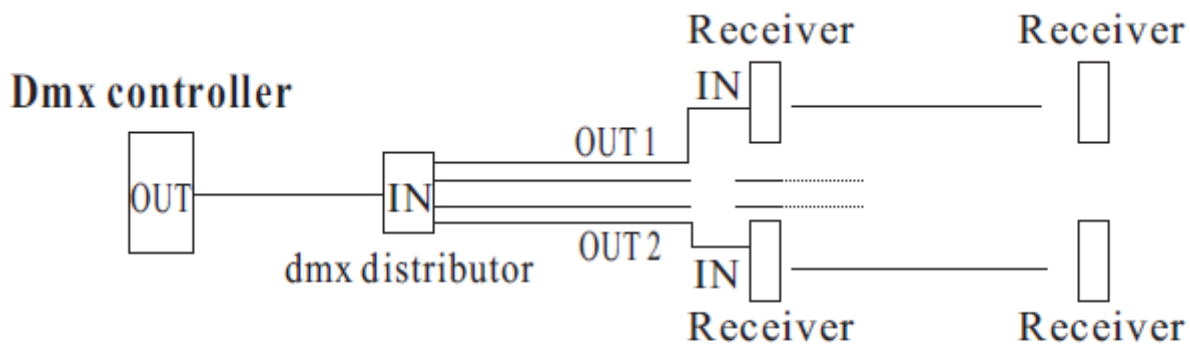 Receiver
Receiver
Dmx controller
IN
OUT 1
OUT
IN
OUT 2
dmx distributor
IN
Receiver
Receiver